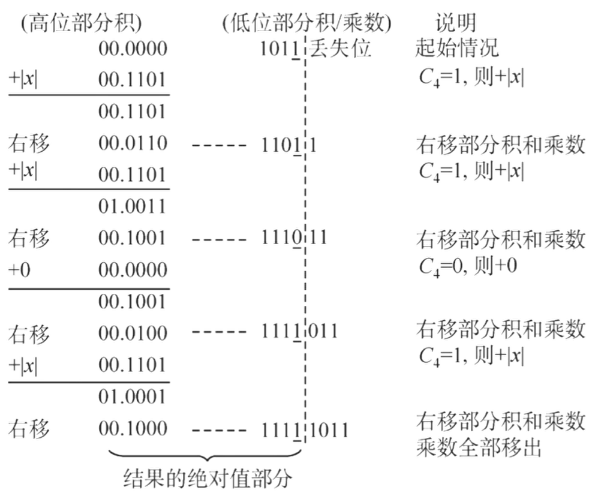 (高位部分积) (低位部分积/乘数) 说明
00.0000 1011 丢失位 起始情况
+|x| 00.1101 C₄=1, 则+|x|
00.1101
右移 00.0110 ----- 1101 1 右移部分积和乘数
+|x| 00.1101 C₄=1, 则+|x|
01.0011
右移 00.1001 ----- 1110 11 右移部分积和乘数
+0 00.0000 C₄=0, 则+0
00.1001
右移 00.0100 ----- 1111 011 右移部分积和乘数
+|x| 00.1101 C₄=1, 则+|x|
01.0001
右移 00.1000 ----- 1111 1011 右移部分积和乘数
乘数全部移出
结果的绝对值部分